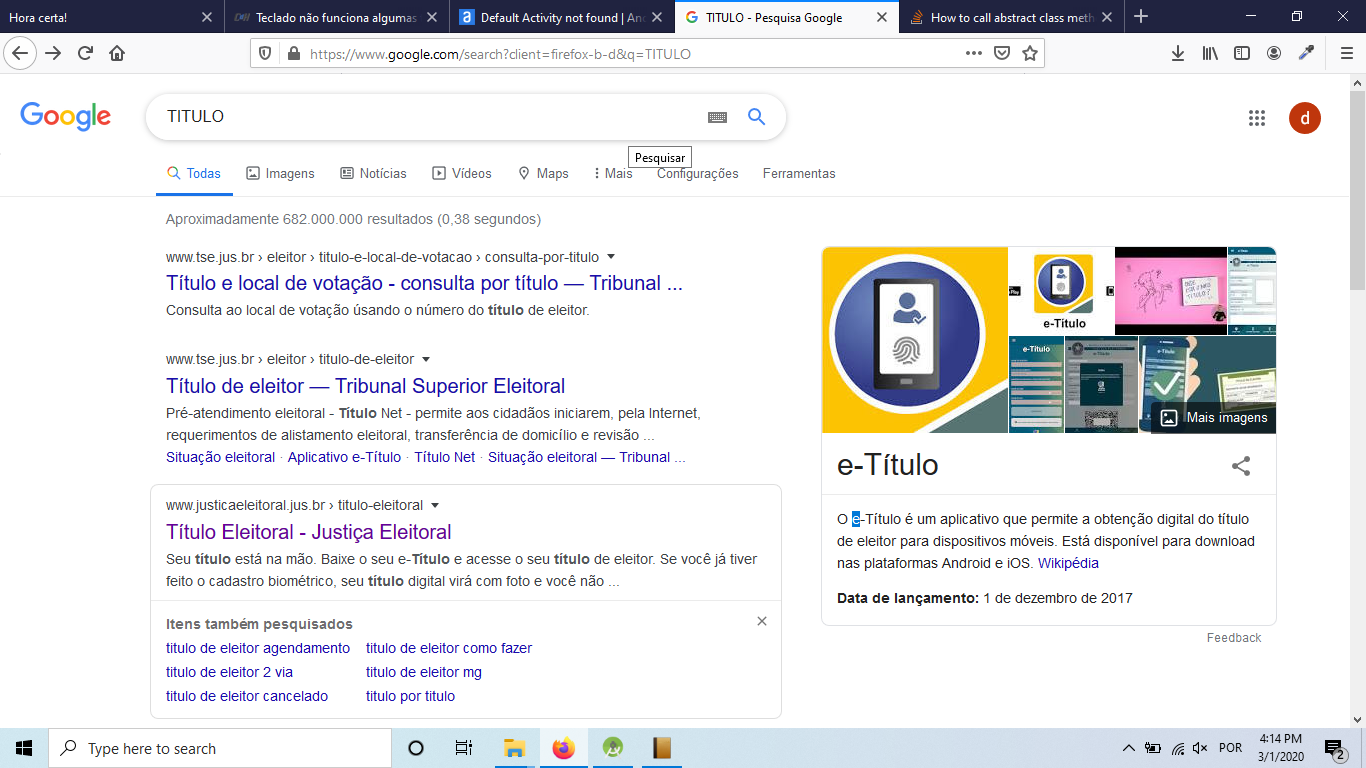 Hora certa!
Teclado não funciona algumas
Default Activity not found | An
TITULO - Pesquisa Google
How to call abstract class meth
https://www.google.com/search?client=firefox-b-d&q=TITULO
Google
TITULO
d
Pesquisar
Todas
Imagens
Notícias
Vídeos
Maps
Mais
Configurações
Ferramentas
Aproximadamente 682.000.000 resultados (0,38 segundos)
www.tse.jus.br › eleitor › titulo-e-local-de-votacao › consulta-por-titulo
Título e local de votação - consulta por título — Tribunal ...
Consulta ao local de votação úsando o número do título de eleitor.
www.tse.jus.br › eleitor › titulo-de-eleitor
Título de eleitor — Tribunal Superior Eleitoral
Pré-atendimento eleitoral - Título Net - permite aos cidadãos iniciarem, pela Internet,
requerimentos de alistamento eleitoral, transferência de domicílio e revisão ...
Situação eleitoral · Aplicativo e-Título · Título Net · Situação eleitoral — Tribunal ...
www.justicaeleitoral.jus.br › titulo-eleitoral
Título Eleitoral - Justiça Eleitoral
Seu título está na mão. Baixe o seu e-Título e acesse o seu título de eleitor. Se você já tiver
feito o cadastro biométrico, seu título digital virá com foto e você não ...
Itens também pesquisados
titulo de eleitor agendamento
titulo de eleitor como fazer
titulo de eleitor 2 via
titulo de eleitor mg
titulo de eleitor cancelado
titulo por titulo
e-Título
e-Título
e-Título
Mais imagens
e-Título
O e-Título é um aplicativo que permite a obtenção digital do título
de eleitor para dispositivos móveis. Está disponível para download
nas plataformas Android e iOS. Wikipédia
Data de lançamento: 1 de dezembro de 2017
Feedback
Type here to search
POR
4:14 PM
3/1/2020
2